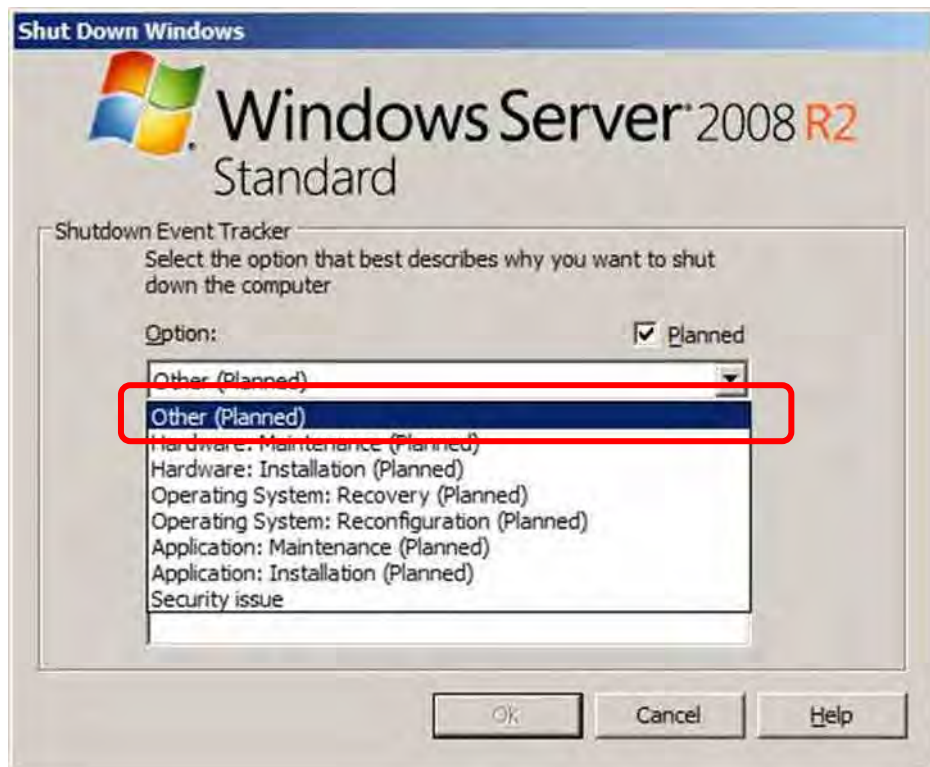 Shut Down Windows
Windows Server 2008 R2
Standard
Shutdown Event Tracker
Select the option that best describes why you want to shut
down the computer
Option:
Planned
Other (Planned)
Other (Planned)
Hardware: Maintenance (Planned)
Hardware: Installation (Planned)
Operating System: Recovery (Planned)
Operating System: Reconfiguration (Planned)
Application: Maintenance (Planned)
Application: Installation (Planned)
Security issue
Ok
Cancel
Help